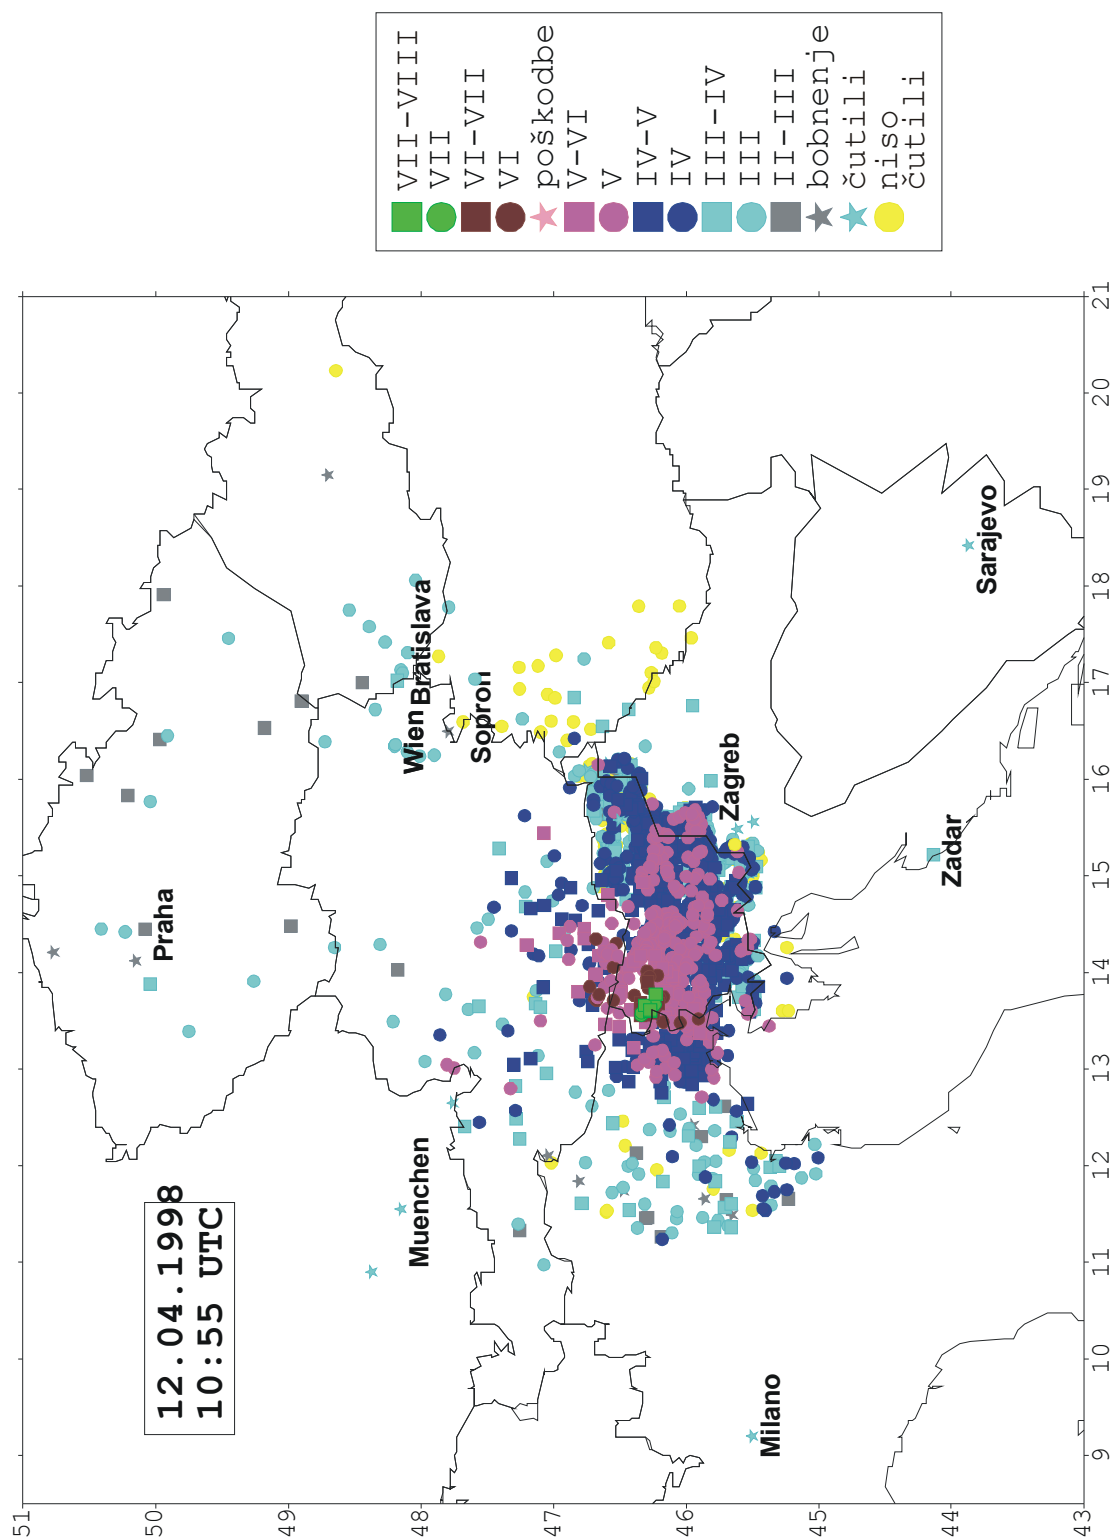 12.04.1998
10:55 UTC
Praha
Muenchen
Wien
Bratislava
Sopron
Milano
Zagreb
Zadar
Sarajevo
51
50
49
48
47
46
45
44
43
9
10
11
12
13
14
15
16
17
18
19
20
21
VII-VIII
VII
VI-VII
VI
poškodbe
V-VI
V
IV-V
IV
III-IV
III
II-III
bobnenje
čutili
niso
čutili